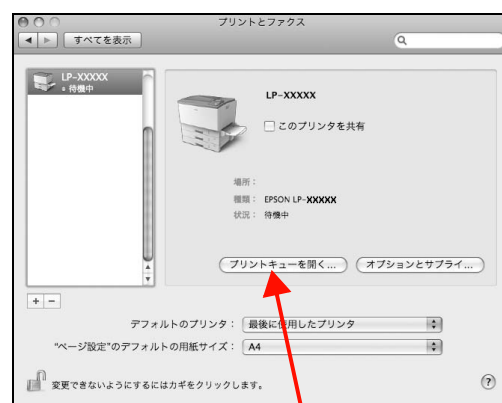 プリントとファクス
すべてを表示
LP-XXXXX
待機中
LP-XXXXX
このプリンタを共有
場所：
種類： EPSON LP-XXXXX
状況： 待機中
プリントキューを開く... オプションとサプライ...
+ −
デフォルトのプリンタ： 最後に使用したプリンタ
"ページ設定"のデフォルトの用紙サイズ： A4
変更できないようにするにはカギをクリックします。
?